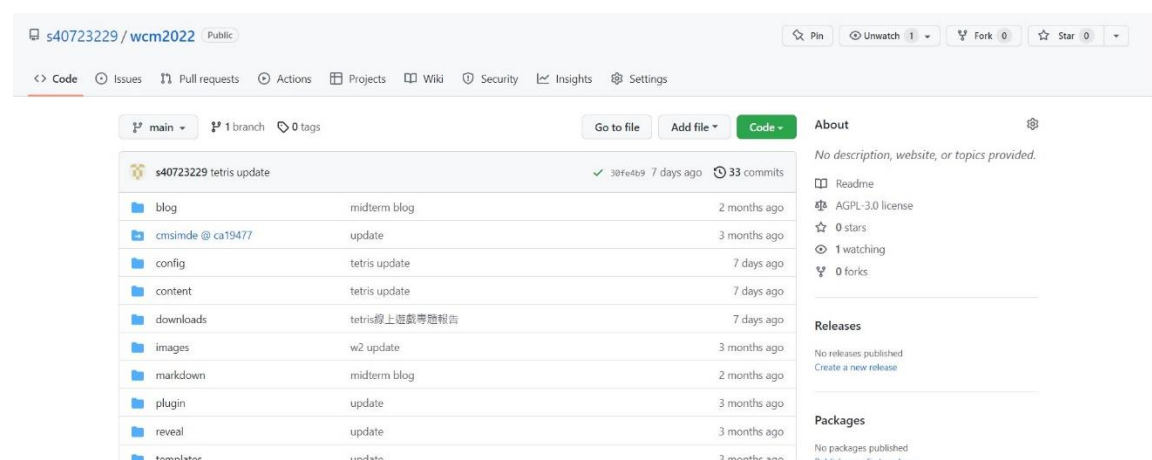 s40723229 / wcm2022 Public
Pin Unwatch 1 Fork 0 Star 0
<> Code Issues Pull requests Actions Projects Wiki Security Insights Settings
main 1 branch 0 tags Go to file Add file Code
s40723229 tetris update 30fe4b9 7 days ago 33 commits
blog midterm blog 2 months ago
cmsimde @ ca19477 update 3 months ago
config tetris update 7 days ago
content tetris update 7 days ago
downloads tetris線上遊戲專題報告 7 days ago
images w2 update 3 months ago
markdown midterm blog 2 months ago
plugin update 3 months ago
reveal update 3 months ago
templates update 3 months ago
About
No description, website, or topics provided.
Readme
AGPL-3.0 license
0 stars
1 watching
0 forks
Releases
No releases published
Create a new release
Packages
No packages published